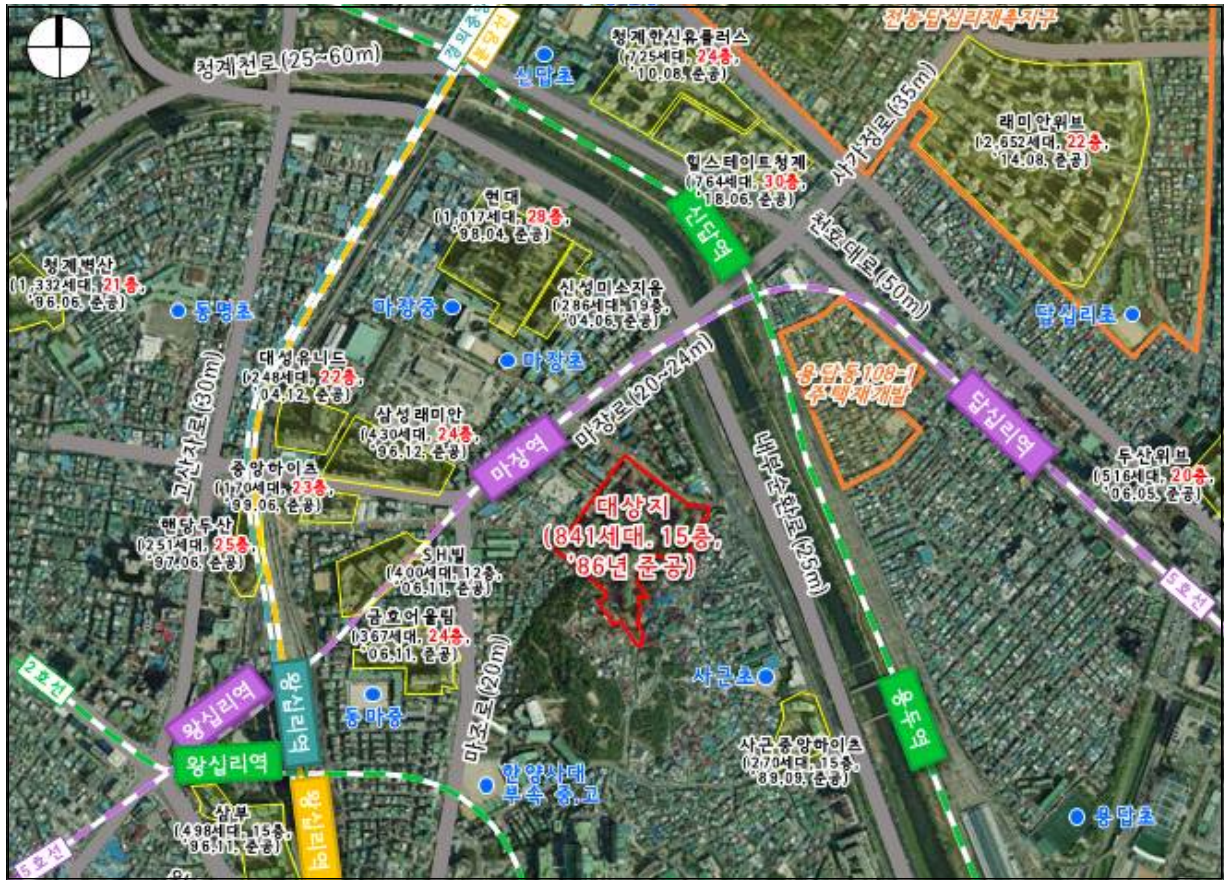 전농답십리재촉지구
경의중앙선
분당선
신답초
청계한신휴플러스
(725세대, 24층,
'10.08, 준공)
청계천로(25~60m)
사가정로(35m)
래미안위브
(2,652세대, 22층,
'14.08, 준공)
힐스테이트청계
(764세대, 30층,
'18.06, 준공)
현대
(1,017세대, 28층,
'98.04, 준공)
신답역
천호대로(50m)
청계벽산
(1,332세대, 21층,
'96.06, 준공)
동명초
마장중
신성미소지움
(286세대, 19층,
'04.06, 준공)
답십리초
마장초
대성유니드
(248세대, 22층,
'04.12, 준공)
고산자로(30m)
마장로(20~24m)
용답동108-1
주택재개발
삼성래미안
(430세대, 24층,
'96.12, 준공)
마장역
답십리역
내부순환로(25m)
중앙하이츠
(170세대, 23층,
'99.06, 준공)
두산위브
(516세대, 20층,
'06.05, 준공)
대상지
(841세대, 15층,
'86년 준공)
행당두산
(251세대, 25층,
'97.06, 준공)
SH빌
(400세대, 12층,
'06.11, 준공)
5호선
금호어울림
(367세대, 24층,
'06.11, 준공)
2호선
왕십리역
왕십리역
동마중
마조로(20m)
사근초
용두역
왕십리역
사근중앙하이츠
(270세대, 15층,
'89.09, 준공)
한양사대
부속 중,고
왕십리역
삼부
(498세대, 15층,
'96.11, 준공)
용답초
5호선